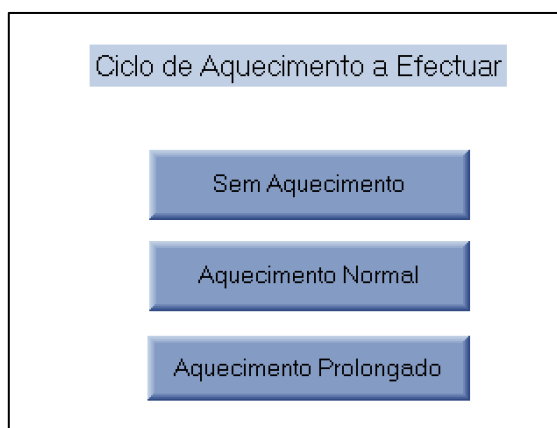 Ciclo de Aquecimento a Efectuar
Sem Aquecimento
Aquecimento Normal
Aquecimento Prolongado